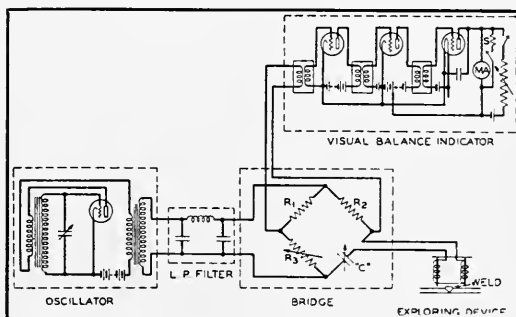 S
MA
VISUAL BALANCE INDICATOR
R1
R2
R3
"C"
L. P. FILTER
WELD
OSCILLATOR
BRIDGE
EXPLORING DEVICE